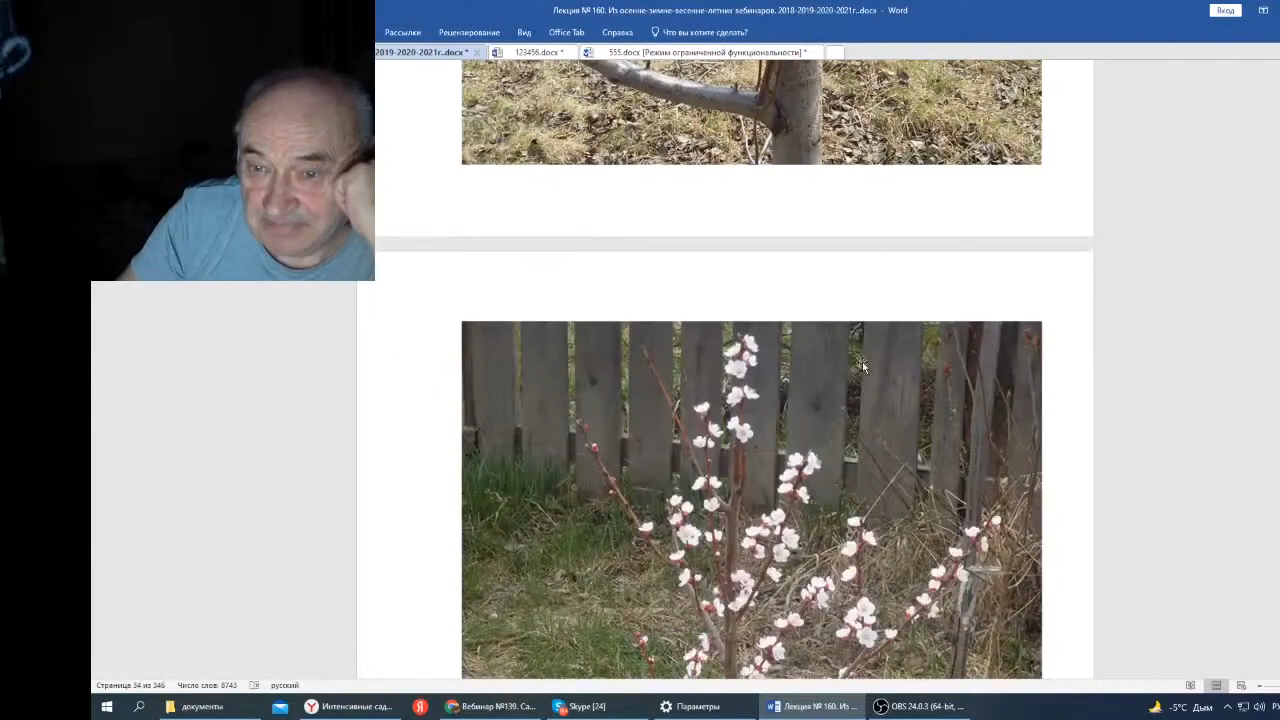 Лекция № 160. Из осенне-зимне-весенне-летних вебинаров. 2018-2019-2020-2021г..docx - Word
Вход
Рассылки Рецензирование Вид Office Tab Справка Что вы хотите сделать?
2019-2020-2021г..docx * 123456.docx * 555.docx [Режим ограниченной функциональности] *
Страница 34 из 346 Число слов: 8743 русский
документы Интенсивные сад... Вебинар №139. Са... Skype [24] Параметры Лекция № 160. Из ... OBS 24.0.3 (64-bit, ... -5°C Дым